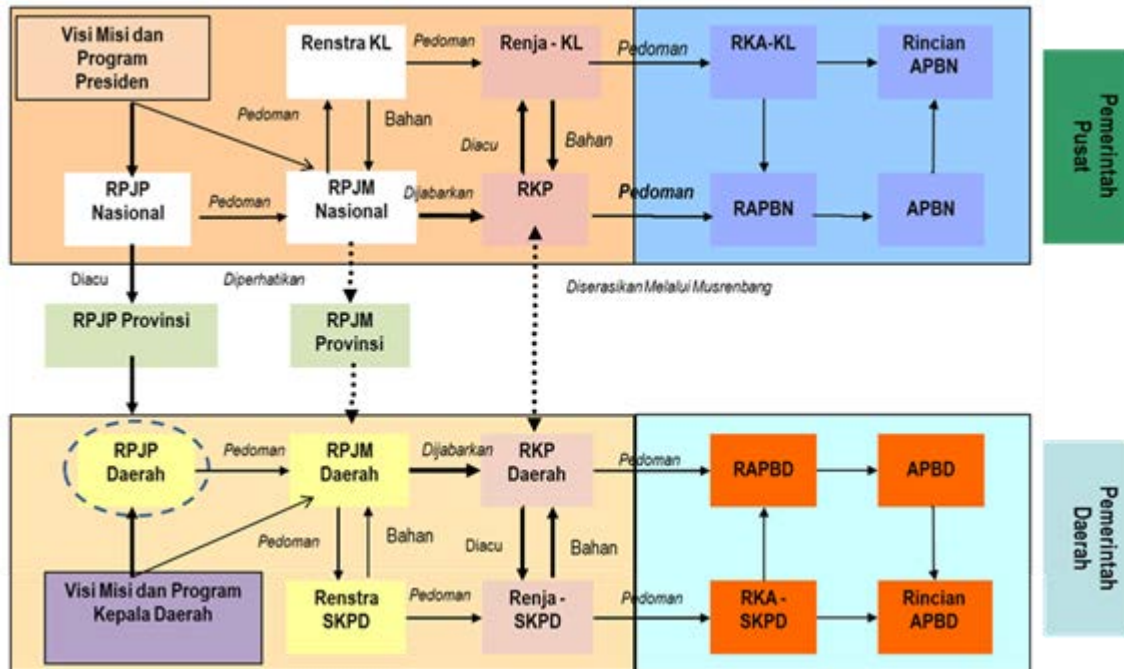 Visi Misi dan
Program
Presiden
Renstra KL
Pedoman
Renja - KL
Pedoman
RKA-KL
Rincian
APBN
Pedoman
Bahan
Diacu
Bahan
RPJP
Nasional
Pedoman
RPJM
Nasional
Dijabarkan
RKP
Pedoman
RAPBN
APBN
Pemerintah
Pusat
Diacu
Diperhatikan
Diserasikan Melalui Musrenbang
RPJP Provinsi
RPJM
Provinsi
RPJP
Daerah
Pedoman
RPJM
Daerah
Dijabarkan
RKP
Daerah
Pedoman
RAPBD
APBD
Pedoman
Bahan
Diacu
Bahan
Visi Misi dan Program
Kepala Daerah
Renstra
SKPD
Pedoman
Renja -
SKPD
Pedoman
RKA -
SKPD
Rincian
APBD
Pemerintah
Daerah